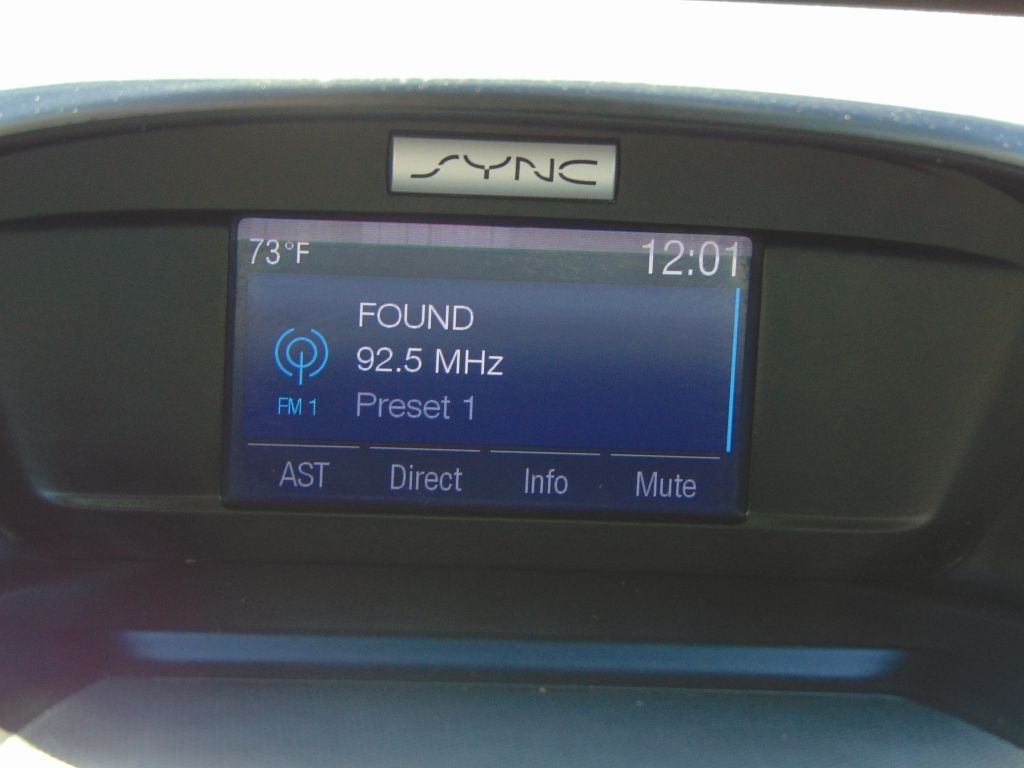 SYNC
73°F 12:01
FOUND
92.5 MHz
FM 1 Preset 1
AST Direct Info Mute